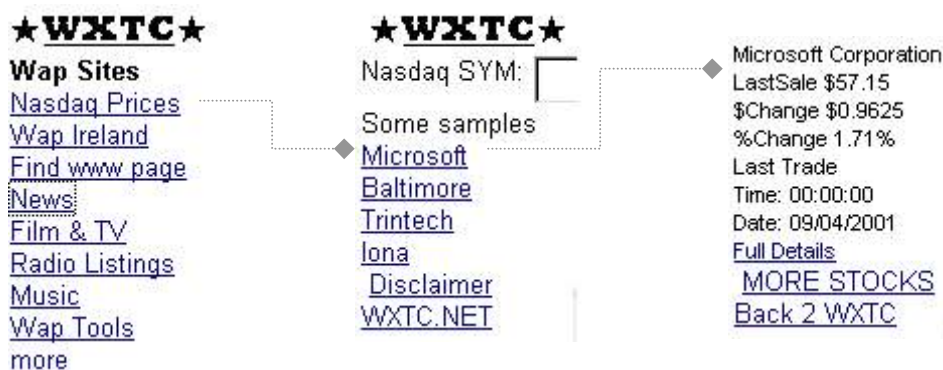 ★WXTC★
Wap Sites
Nasdaq Prices
Wap Ireland
Find www page
News
Film & TV
Radio Listings
Music
Wap Tools
more
★WXTC★
Nasdaq SYM:
Some samples
Microsoft
Baltimore
Trintech
Iona
Disclaimer
WXTC.NET
Microsoft Corporation
LastSale $57.15
$Change $0.9625
%Change 1.71%
Last Trade
Time: 00:00:00
Date: 09/04/2001
Full Details
MORE STOCKS
Back 2 WXTC